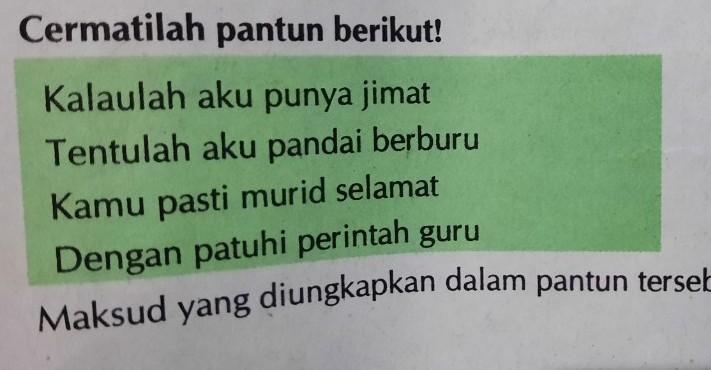 Cermatilah pantun berikut!
Kalaulah aku punya jimat
Tentulah aku pandai berburu
Kamu pasti murid selamat
Dengan patuhi perintah guru
Maksud yang diungkapkan dalam pantun terseb